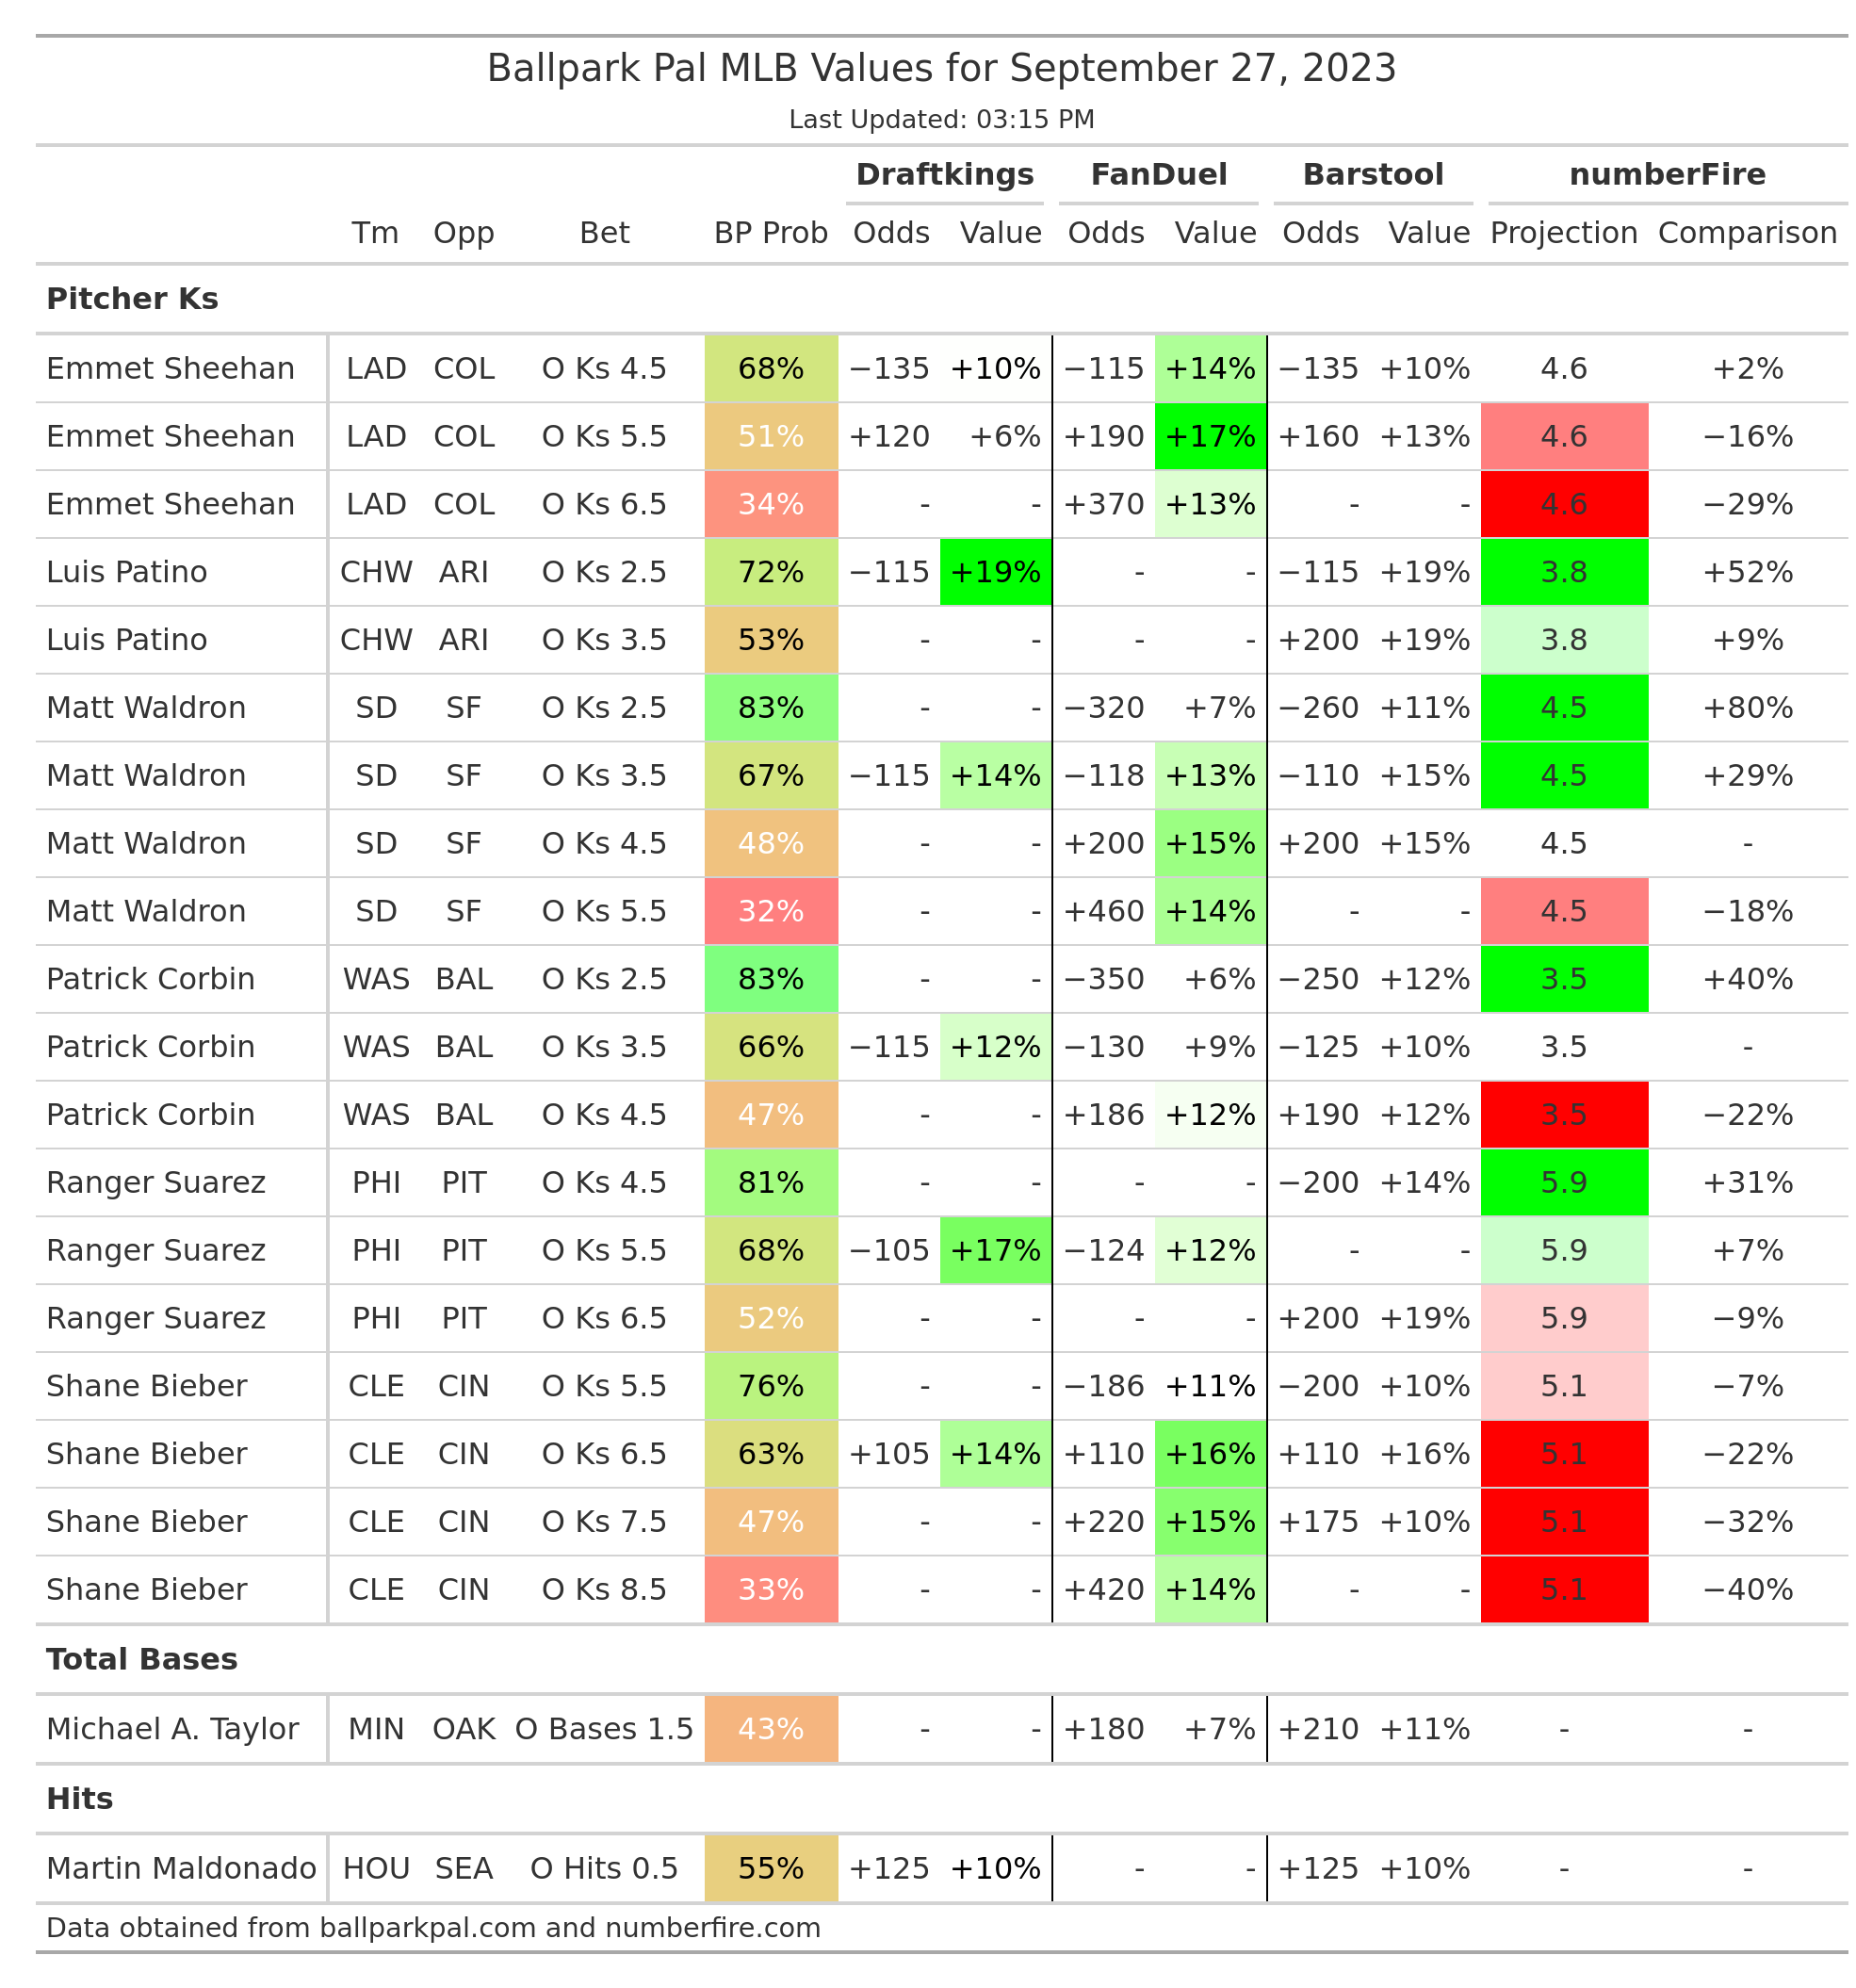 Ballpark Pal MLB Values for September 27, 2023
Last Updated: 03:15 PM
Draftkings FanDuel Barstool numberFire
Tm Opp Bet BP Prob Odds Value Odds Value Odds Value Projection Comparison
Pitcher Ks
Emmet Sheehan LAD COL O Ks 4.5 68% −135 +10% −115 +14% −135 +10% 4.6 +2%
Emmet Sheehan LAD COL O Ks 5.5 51% +120 +6% +190 +17% +160 +13% 4.6 −16%
Emmet Sheehan LAD COL O Ks 6.5 34% - - +370 +13% - - 4.6 −29%
Luis Patino CHW ARI O Ks 2.5 72% −115 +19% - - −115 +19% 3.8 +52%
Luis Patino CHW ARI O Ks 3.5 53% - - - - +200 +19% 3.8 +9%
Matt Waldron SD SF O Ks 2.5 83% - - −320 +7% −260 +11% 4.5 +80%
Matt Waldron SD SF O Ks 3.5 67% −115 +14% −118 +13% −110 +15% 4.5 +29%
Matt Waldron SD SF O Ks 4.5 48% - - +200 +15% +200 +15% 4.5 -
Matt Waldron SD SF O Ks 5.5 32% - - +460 +14% - - 4.5 −18%
Patrick Corbin WAS BAL O Ks 2.5 83% - - −350 +6% −250 +12% 3.5 +40%
Patrick Corbin WAS BAL O Ks 3.5 66% −115 +12% −130 +9% −125 +10% 3.5 -
Patrick Corbin WAS BAL O Ks 4.5 47% - - +186 +12% +190 +12% 3.5 −22%
Ranger Suarez PHI PIT O Ks 4.5 81% - - - - −200 +14% 5.9 +31%
Ranger Suarez PHI PIT O Ks 5.5 68% −105 +17% −124 +12% - - 5.9 +7%
Ranger Suarez PHI PIT O Ks 6.5 52% - - - - +200 +19% 5.9 −9%
Shane Bieber CLE CIN O Ks 5.5 76% - - −186 +11% −200 +10% 5.1 −7%
Shane Bieber CLE CIN O Ks 6.5 63% +105 +14% +110 +16% +110 +16% 5.1 −22%
Shane Bieber CLE CIN O Ks 7.5 47% - - +220 +15% +175 +10% 5.1 −32%
Shane Bieber CLE CIN O Ks 8.5 33% - - +420 +14% - - 5.1 −40%
Total Bases
Michael A. Taylor MIN OAK O Bases 1.5 43% - - +180 +7% +210 +11% - -
Hits
Martin Maldonado HOU SEA O Hits 0.5 55% +125 +10% - - +125 +10% - -
Data obtained from ballparkpal.com and numberfire.com